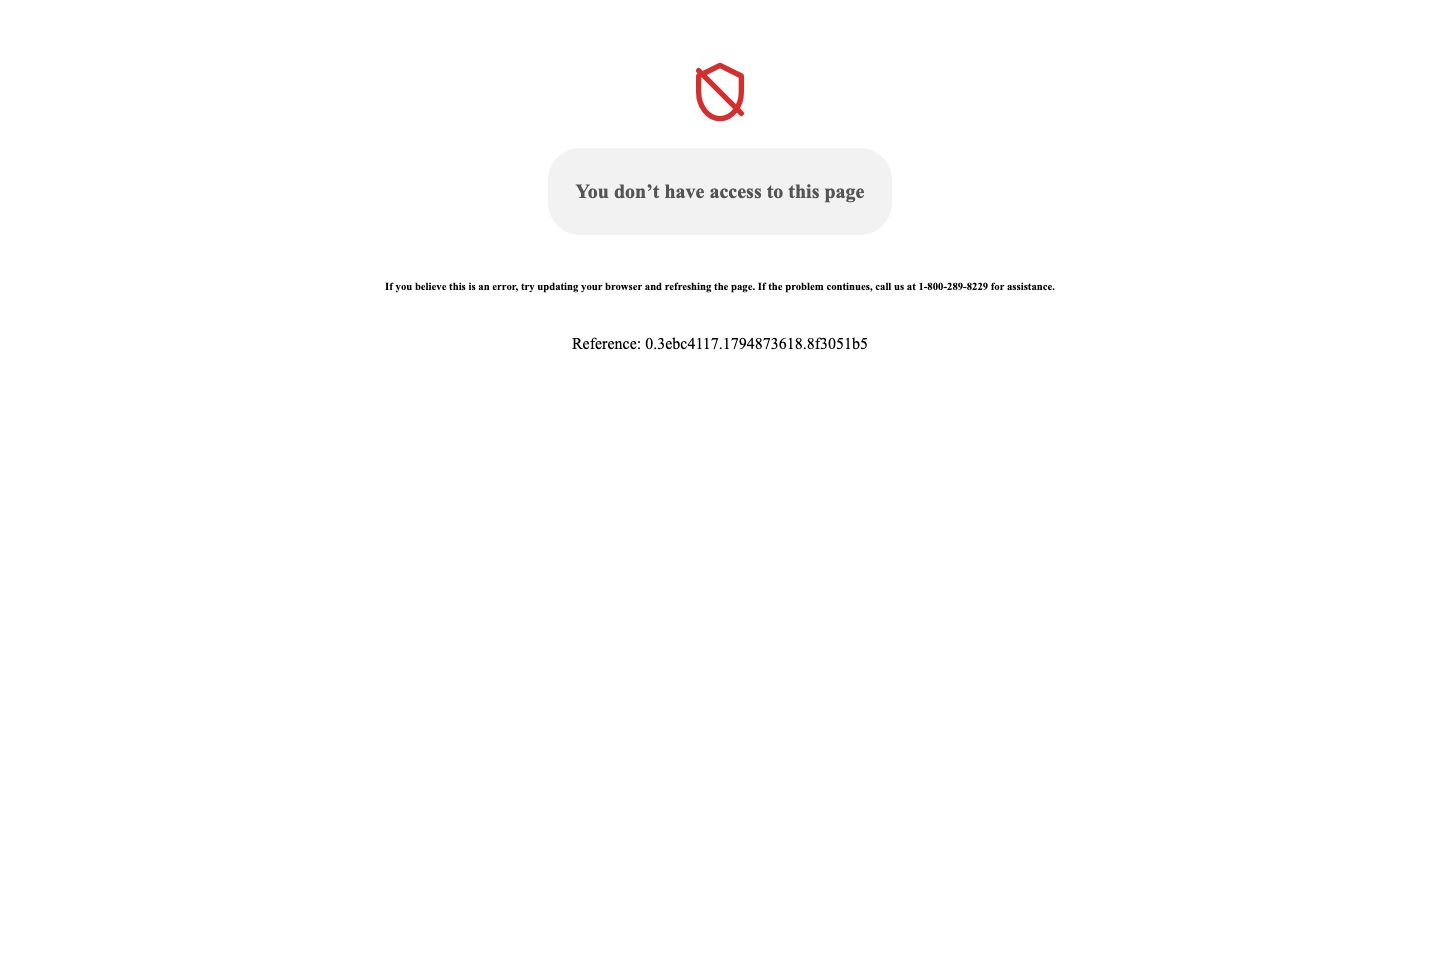 You don’t have access to this page
If you believe this is an error, try updating your browser and refreshing the page. If the problem continues, call us at 1-800-289-8229 for assistance.
Reference: 0.3ebc4117.1794873618.8f3051b5